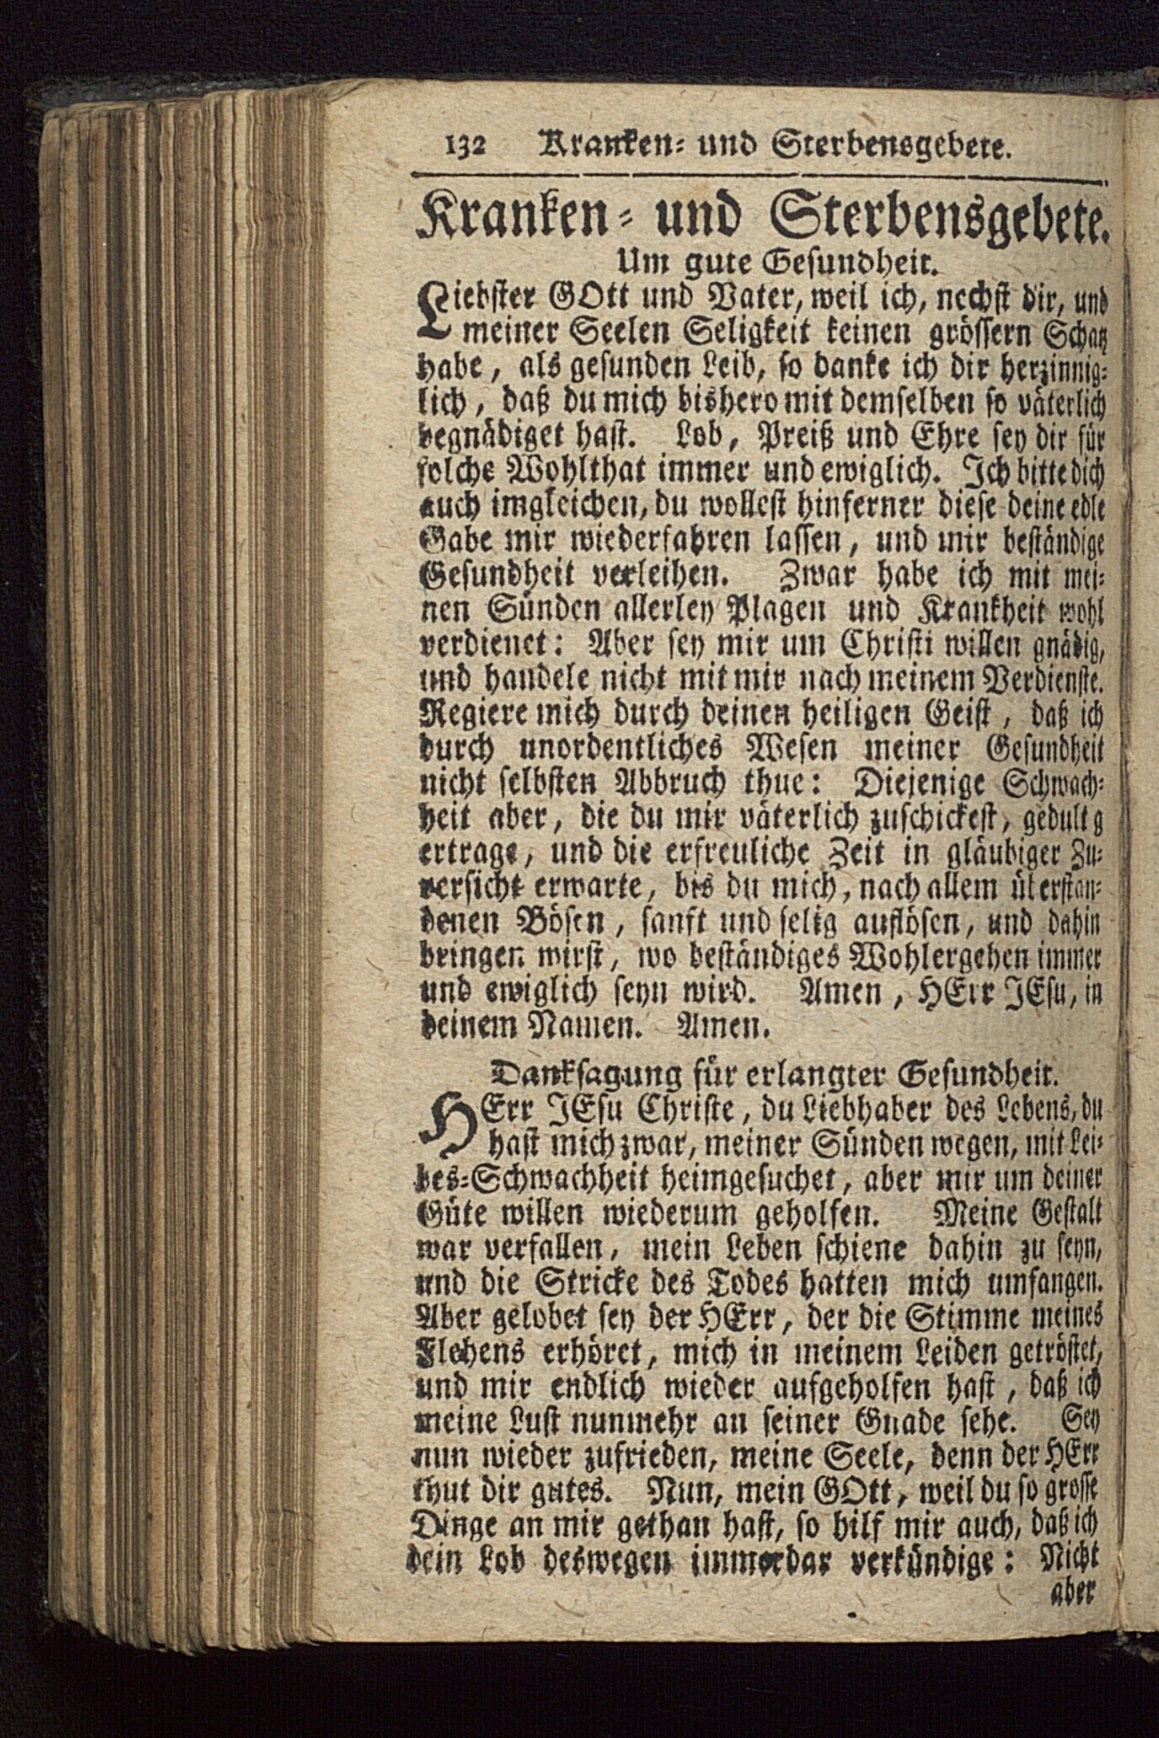 132 Kranken- und Sterbensgebete.
Kranken- und Sterbensgebete.
Um gute Gesundheit.
Liebster GOtt und Vater, weil ich, nechst dir, und
meiner Seelen Seligkeit keinen grössern Schatz
habe, als gesunden Leib, so danke ich dir herzinnig-
lich, daß du mich bishero mit demselben so väterlich
begnädiget hast. Lob, Preiß und Ehre sey dir für
solche Wohlthat immer und ewiglich. Ich bitte dich
auch imgleichen, du wollest hinferner diese deine edle
Gabe mir wiederfahren lassen, und mir beständige
Gesundheit verleihen. Zwar habe ich mit mei-
nen Sünden allerley Plagen und Krankheit wohl
verdienet: Aber sey mir um Christi willen gnädig,
und handele nicht mit mir nach meinem Verdienste.
Regiere mich durch deinen heiligen Geist, daß ich
durch unordentliches Wesen meiner Gesundheit
nicht selbsten Abbruch thue: Diejenige Schwach-
heit aber, die du mir väterlich zuschickest, gedultig
ertrage, und die erfreuliche Zeit in gläubiger Zu-
versicht erwarte, bis du mich, nach allem überstan-
denen Bösen, sanft und selig auflösen, und dahin
bringen wirst, wo beständiges Wohlergehen immer
und ewiglich seyn wird. Amen, HErr JEsu, in
deinem Namen. Amen.
Danksagung für erlangter Gesundheit.
HErr JEsu Christe, du Liebhaber des Lebens, du
hast mich zwar, meiner Sünden wegen, mit Lei-
bes-Schwachheit heimgesuchet, aber mir um deiner
Güte willen wiederum geholfen. Meine Gestalt
war verfallen, mein Leben schiene dahin zu seyn,
und die Stricke des Todes hatten mich umfangen.
Aber gelobet sey der HErr, der die Stimme meines
Flehens erhöret, mich in meinem Leiden getröstet,
und mir endlich wieder aufgeholfen hast, daß ich
meine Lust nunmehr an seiner Gnade sehe. Sey
nun wieder zufrieden, meine Seele, denn der HErr
thut dir gutes. Nun, mein GOtt, weil du so grosse
Dinge an mir gethan hast, so hilf mir auch, daß ich
dein Lob deswegen immerdar verkündige: Nicht
aber